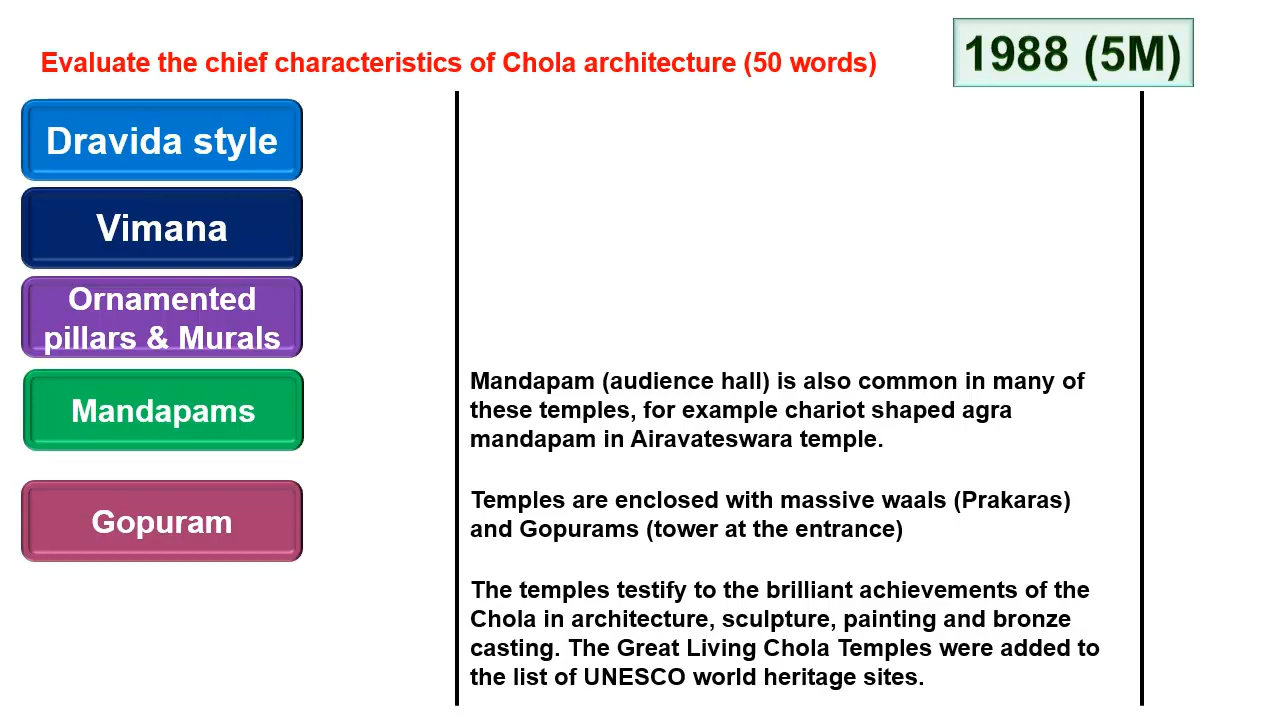 Evaluate the chief characteristics of Chola architecture (50 words)
1988 (5M)
Dravida style
Vimana
Ornamented
pillars & Murals
Mandapams
Gopuram
Mandapam (audience hall) is also common in many of
these temples, for example chariot shaped agra
mandapam in Airavateswara temple.
Temples are enclosed with massive waals (Prakaras)
and Gopurams (tower at the entrance)
The temples testify to the brilliant achievements of the
Chola in architecture, sculpture, painting and bronze
casting. The Great Living Chola Temples were added to
the list of UNESCO world heritage sites.